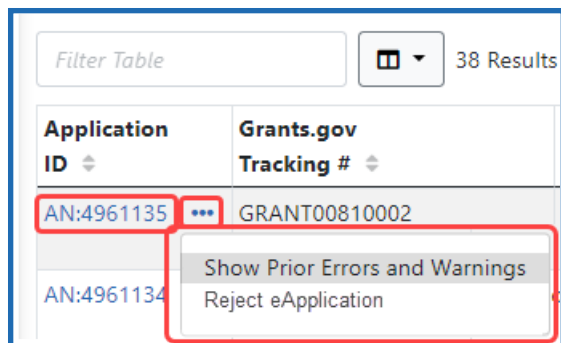 Filter Table
38 Results
Application ID
Grants.gov Tracking #
AN:4961135 ••• GRANT00810002
Show Prior Errors and Warnings
AN:4961134
Reject eApplication